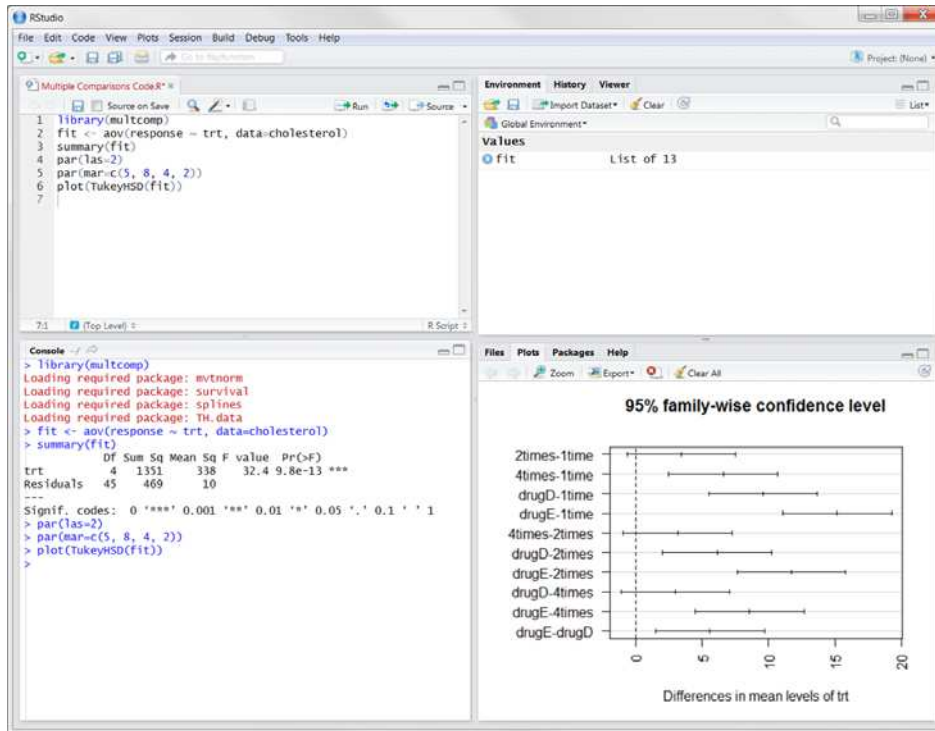 RStudio
File Edit Code View Plots Session Build Debug Tools Help
Go to file/function
Project: (None)
Multiple Comparisons Code.R*
Source on Save
Run
Source
1 library(multcomp)
2 fit <- aov(response ~ trt, data=cholesterol)
3 summary(fit)
4 par(las=2)
5 par(mar=c(5, 8, 4, 2))
6 plot(TukeyHSD(fit))
7
7:1 (Top Level) R Script
Console ~/
> library(multcomp)
Loading required package: mvtnorm
Loading required package: survival
Loading required package: splines
Loading required package: TH.data
> fit <- aov(response ~ trt, data=cholesterol)
> summary(fit)
Df Sum Sq Mean Sq F value Pr(>F)
trt 4 1351 338 32.4 9.8e-13 ***
Residuals 45 469 10
---
Signif. codes: 0 '***' 0.001 '**' 0.01 '*' 0.05 '.' 0.1 ' ' 1
> par(las=2)
> par(mar=c(5, 8, 4, 2))
> plot(TukeyHSD(fit))
>
Environment History Viewer
Import Dataset Clear
List
Global Environment
Values
fit List of 13
Files Plots Packages Help
Zoom Export Clear All
95% family-wise confidence level
2times-1time
4times-1time
drugD-1time
drugE-1time
4times-2times
drugD-2times
drugE-2times
drugD-4times
drugE-4times
drugE-drugD
0 5 10 15 20
Differences in mean levels of trt